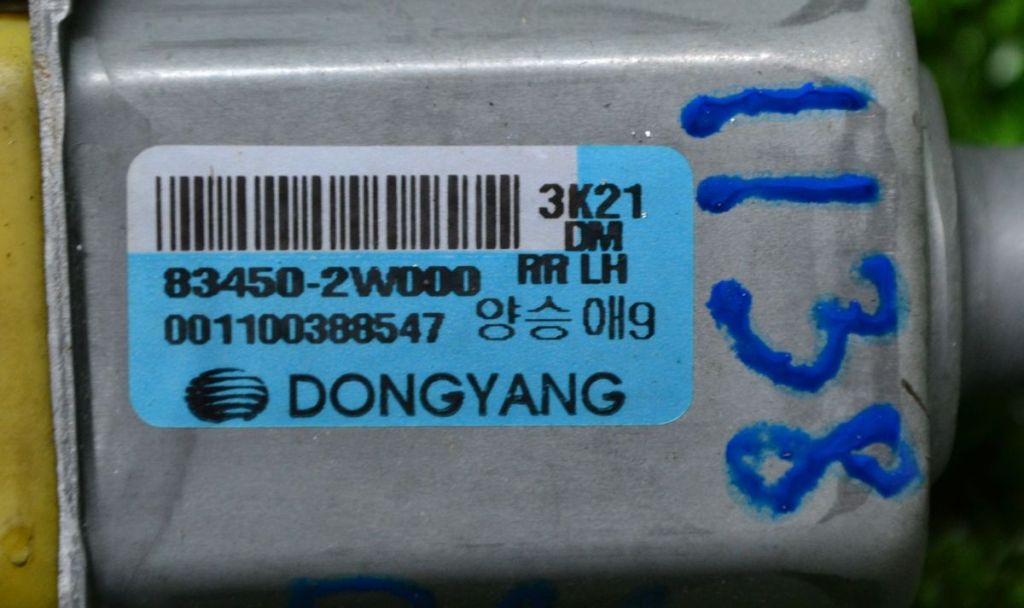 3K21
DM
RR LH
83450-2W000
001100388547
양승애9
DONGYANG
1138